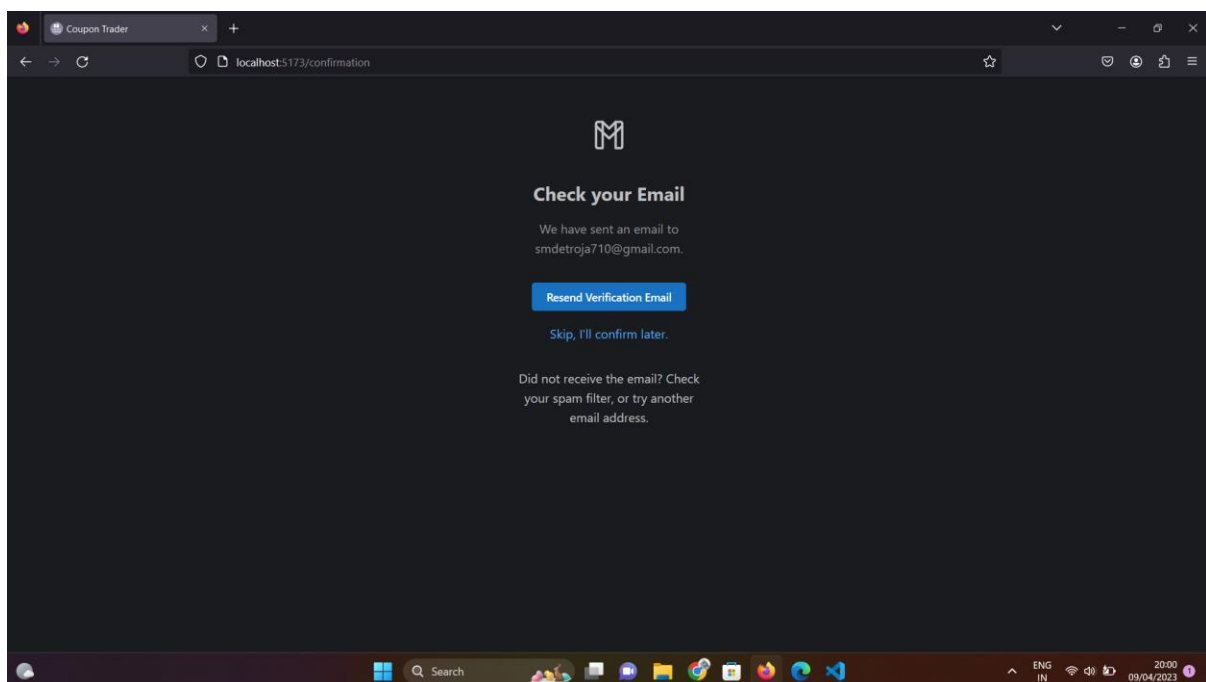 Coupon Trader
localhost:5173/confirmation
Check your Email
We have sent an email to
smdetroja710@gmail.com.
Resend Verification Email
Skip, I'll confirm later.
Did not receive the email? Check
your spam filter, or try another
email address.
Search
ENG
IN
20:00
09/04/2023
1